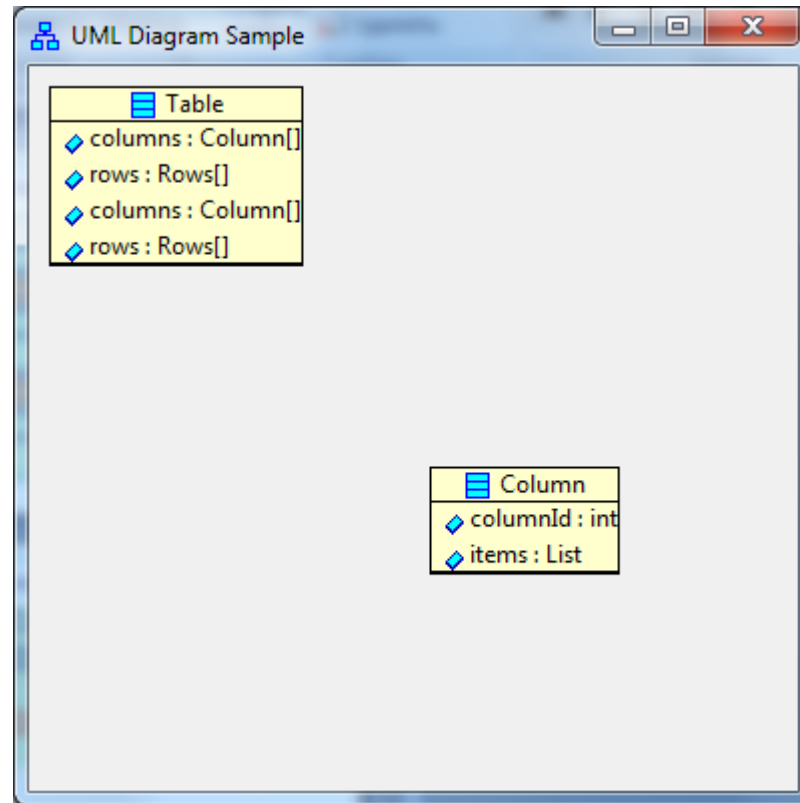 UML Diagram Sample
Table
columns : Column[]
rows : Rows[]
columns : Column[]
rows : Rows[]
Column
columnId : int
items : List